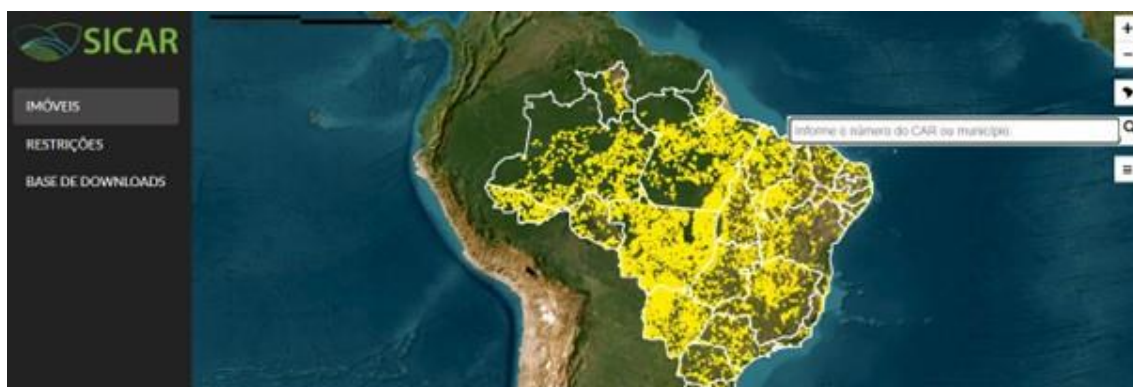 SICAR
IMÓVEIS
RESTRIÇÕES
BASE DE DOWNLOADS
Informe o número do CAR ou município